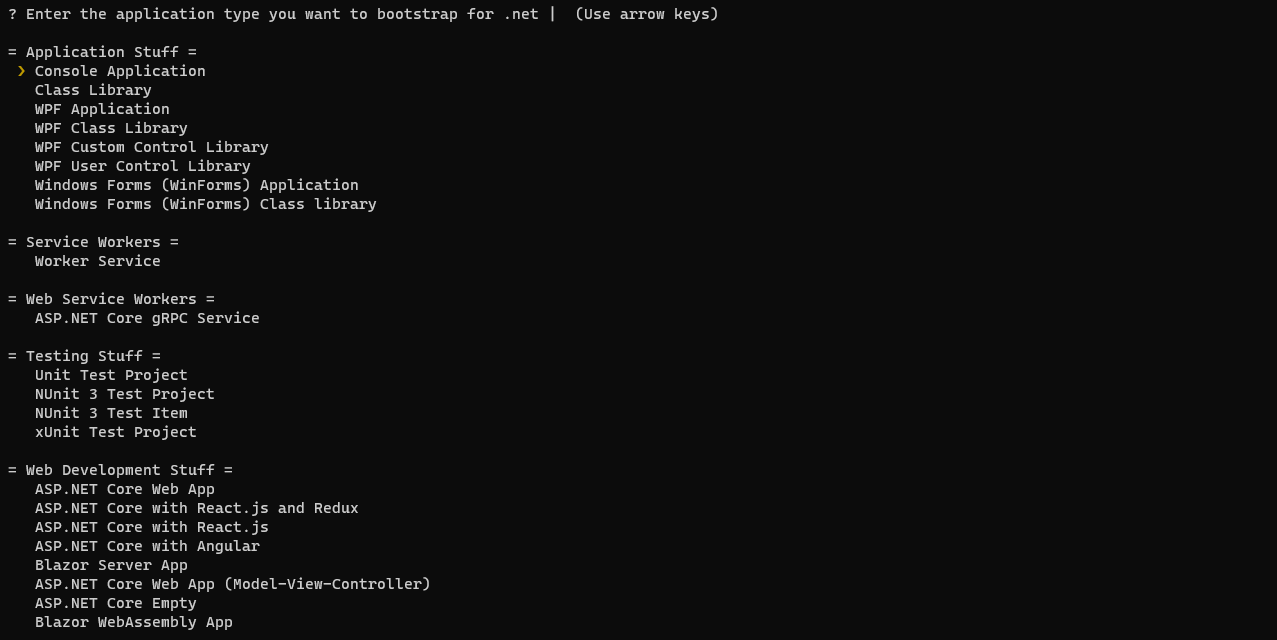 ? Enter the application type you want to bootstrap for .net |  (Use arrow keys)
= Application Stuff =
❯ Console Application
Class Library
WPF Application
WPF Class Library
WPF Custom Control Library
WPF User Control Library
Windows Forms (WinForms) Application
Windows Forms (WinForms) Class library
= Service Workers =
Worker Service
= Web Service Workers =
ASP.NET Core gRPC Service
= Testing Stuff =
Unit Test Project
NUnit 3 Test Project
NUnit 3 Test Item
xUnit Test Project
= Web Development Stuff =
ASP.NET Core Web App
ASP.NET Core with React.js and Redux
ASP.NET Core with React.js
ASP.NET Core with Angular
Blazor Server App
ASP.NET Core Web App (Model-View-Controller)
ASP.NET Core Empty
Blazor WebAssembly App